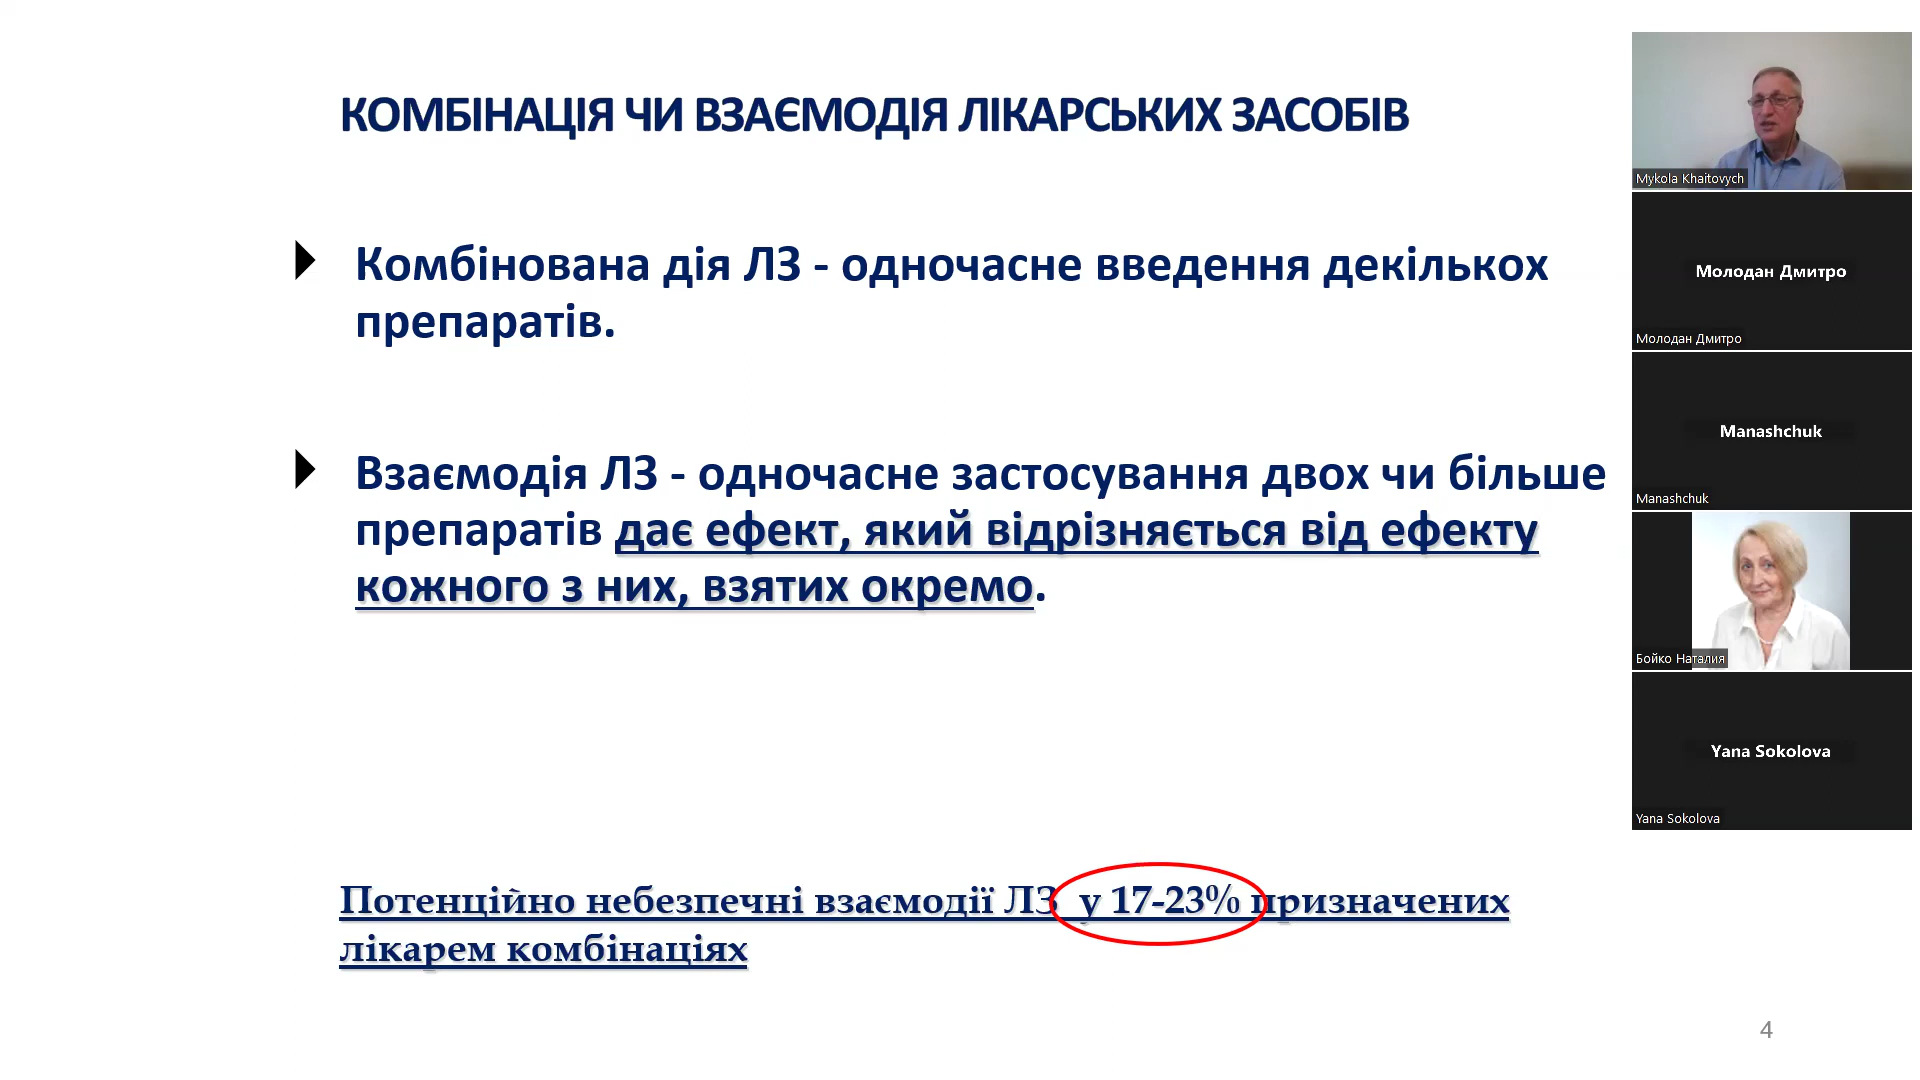 КОМБІНАЦІЯ ЧИ ВЗАЄМОДІЯ ЛІКАРСЬКИХ ЗАСОБІВ
Комбінована дія ЛЗ - одночасне введення декількох
препаратів.
Взаємодія ЛЗ - одночасне застосування двох чи більше
препаратів дає ефект, який відрізняється від ефекту
кожного з них, взятих окремо.
Потенційно небезпечні взаємодії ЛЗ у 17-23% призначених
лікарем комбінаціях
4
Mykola Khaitovych
Молодан Дмитро
Молодан Дмитро
Manashchuk
Manashchuk
Бойко Наталия
Yana Sokolova
Yana Sokolova